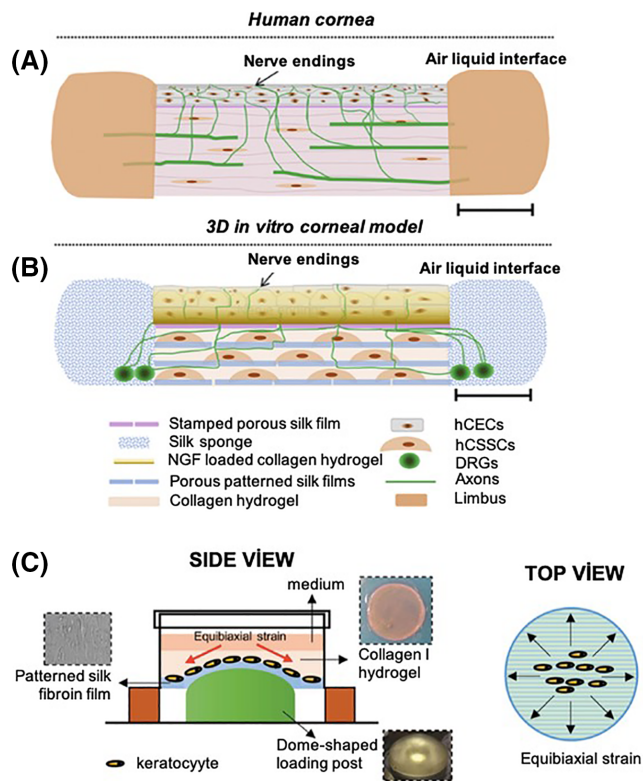 Human cornea
(A)
Nerve endings
Air liquid interface
3D in vitro corneal model
(B)
Nerve endings
Air liquid interface
Stamped porous silk film
Silk sponge
NGF loaded collagen hydrogel
Porous patterned silk films
Collagen hydrogel
hCECs
hCSSCs
DRGs
Axons
Limbus
(C)
SIDE VİEW
medium
Equibiaxial strain
Patterned silk
fibroin film
Collagen I
hydrogel
Dome-shaped
loading post
keratocyyte
TOP VİEW
Equibiaxial strain